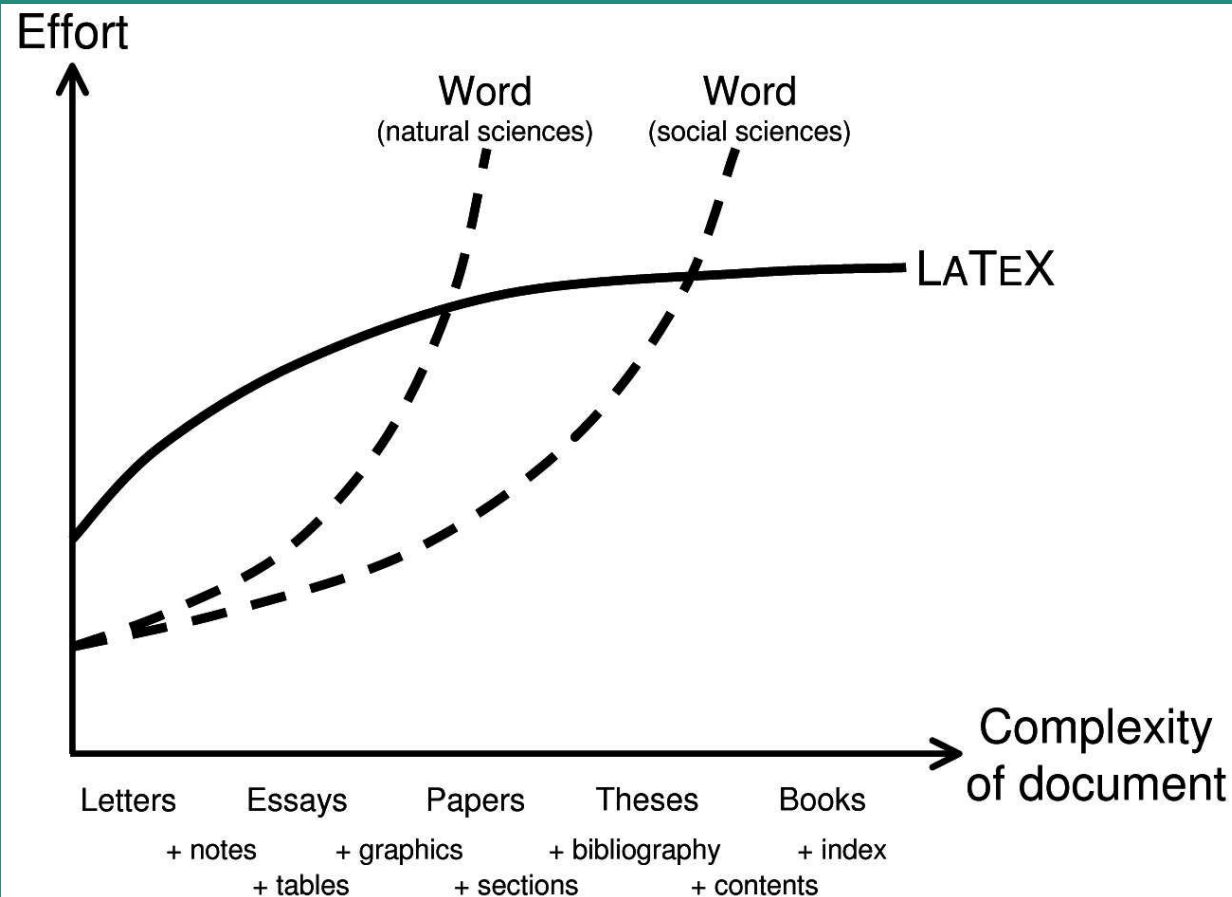 Effort
Word
(natural sciences)
Word
(social sciences)
LATEX
Complexity
of document
Letters Essays Papers Theses Books
+ notes + graphics + bibliography + index
+ tables + sections + contents